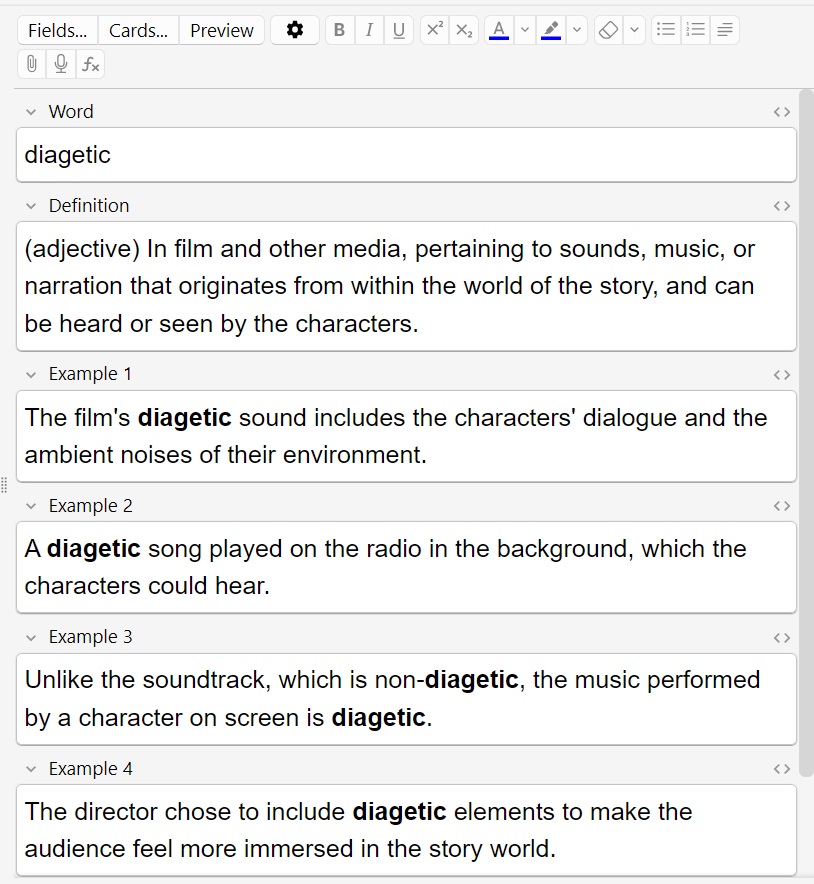 Fields... Cards... Preview B I U X² X₂ A
fx
Word
diagetic
Definition
(adjective) In film and other media, pertaining to sounds, music, or
narration that originates from within the world of the story, and can
be heard or seen by the characters.
Example 1
The film's diagetic sound includes the characters' dialogue and the
ambient noises of their environment.
Example 2
A diagetic song played on the radio in the background, which the
characters could hear.
Example 3
Unlike the soundtrack, which is non-diagetic, the music performed
by a character on screen is diagetic.
Example 4
The director chose to include diagetic elements to make the
audience feel more immersed in the story world.